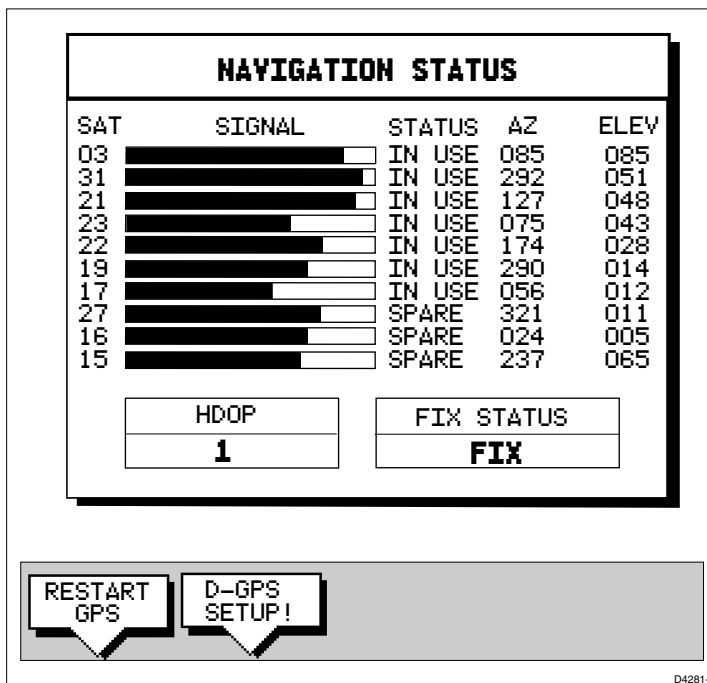 NAVIGATION STATUS
SAT SIGNAL STATUS AZ ELEV
03 IN USE 085 085
31 IN USE 292 051
21 IN USE 127 048
23 IN USE 075 043
22 IN USE 174 028
19 IN USE 290 014
17 IN USE 056 012
27 SPARE 321 011
16 SPARE 024 005
15 SPARE 237 065
HDOP
1
FIX STATUS
FIX
RESTART
GPS
D-GPS
SETUP!
D4281-